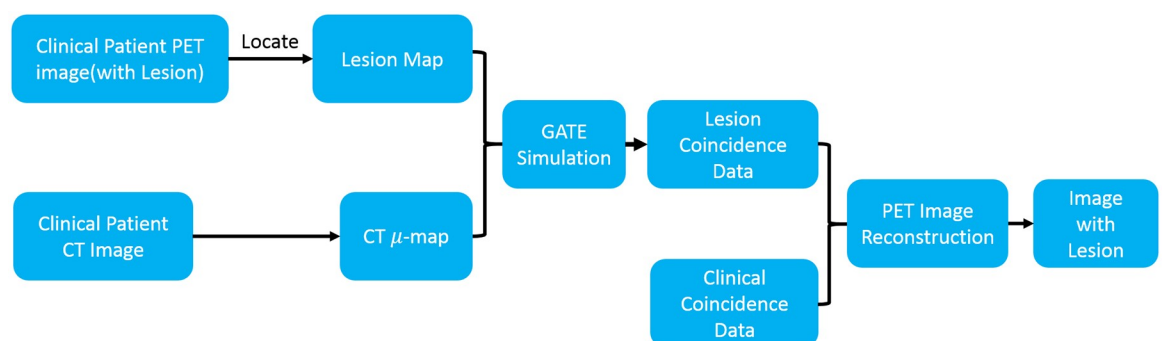 Clinical Patient PET
image(with Lesion)
Locate
Lesion Map
Clinical Patient
CT Image
CT μ-map
GATE
Simulation
Lesion
Coincidence
Data
Clinical
Coincidence
Data
PET Image
Reconstruction
Image
with
Lesion